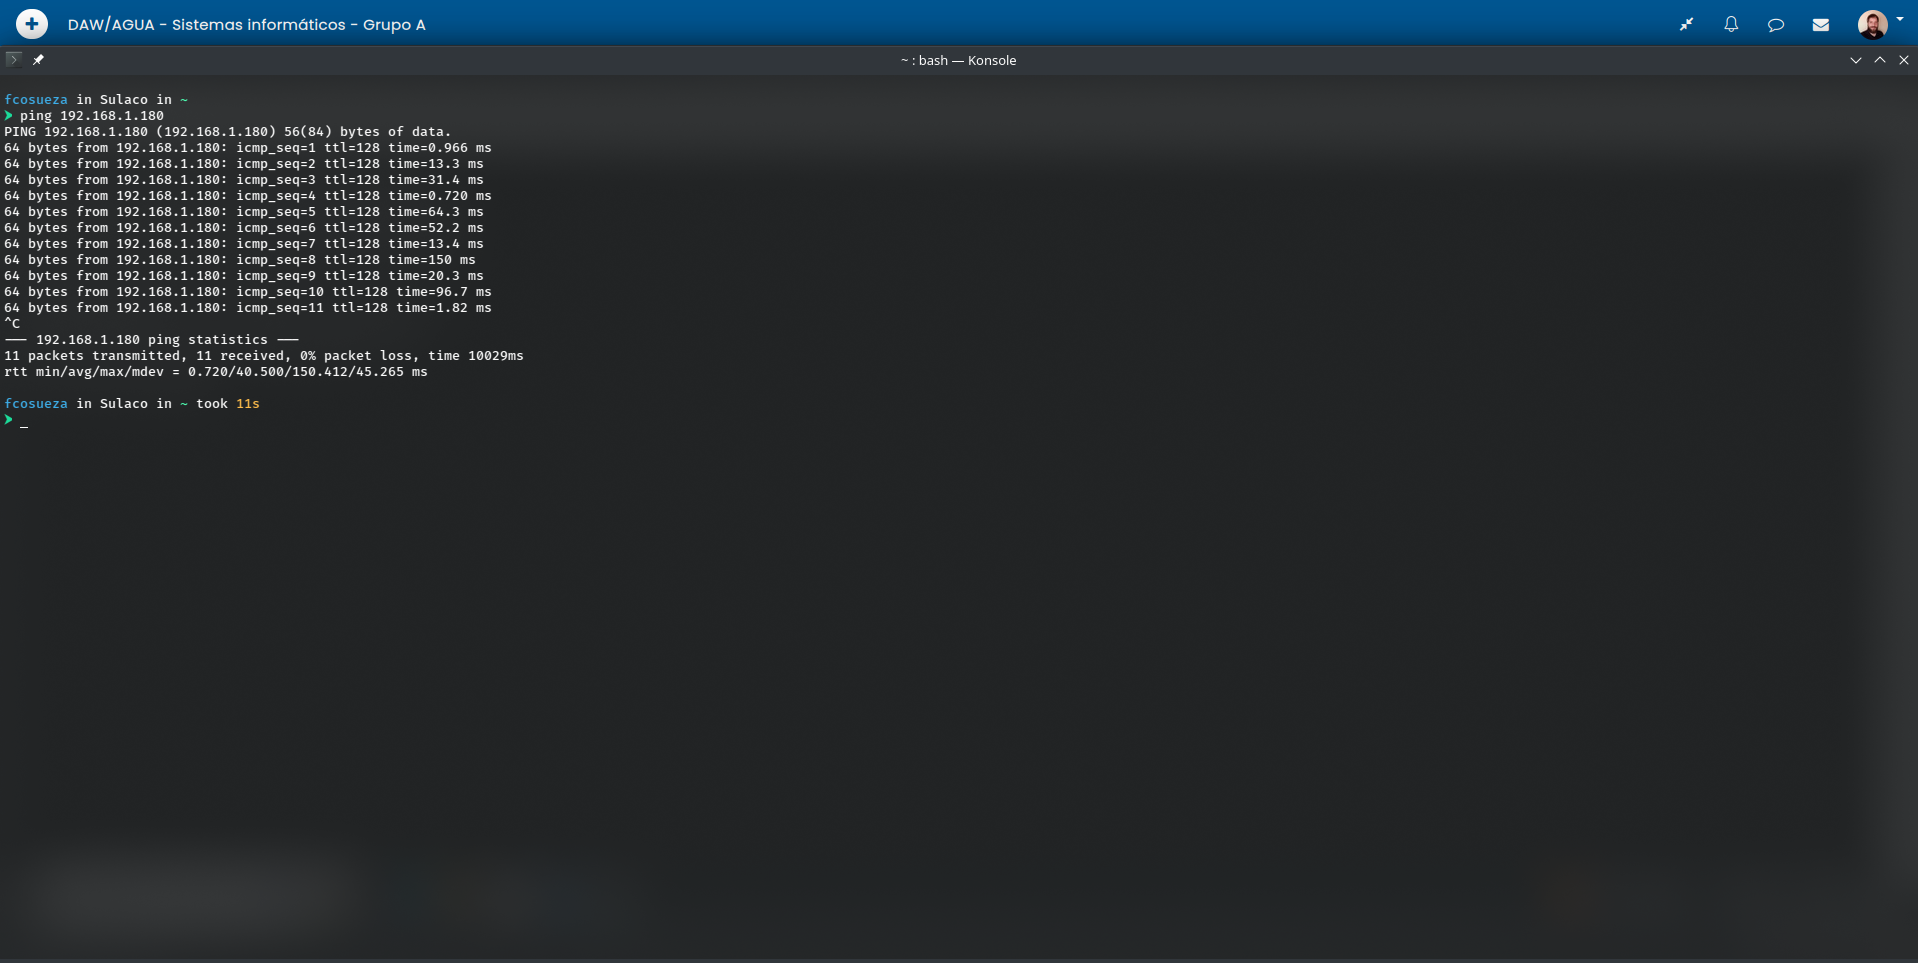 DAW/AGUA - Sistemas informáticos - Grupo A
~ : bash — Konsole
fcosueza in Sulaco in ~
❯ ping 192.168.1.180
PING 192.168.1.180 (192.168.1.180) 56(84) bytes of data.
64 bytes from 192.168.1.180: icmp_seq=1 ttl=128 time=0.966 ms
64 bytes from 192.168.1.180: icmp_seq=2 ttl=128 time=13.3 ms
64 bytes from 192.168.1.180: icmp_seq=3 ttl=128 time=31.4 ms
64 bytes from 192.168.1.180: icmp_seq=4 ttl=128 time=0.720 ms
64 bytes from 192.168.1.180: icmp_seq=5 ttl=128 time=64.3 ms
64 bytes from 192.168.1.180: icmp_seq=6 ttl=128 time=52.2 ms
64 bytes from 192.168.1.180: icmp_seq=7 ttl=128 time=13.4 ms
64 bytes from 192.168.1.180: icmp_seq=8 ttl=128 time=150 ms
64 bytes from 192.168.1.180: icmp_seq=9 ttl=128 time=20.3 ms
64 bytes from 192.168.1.180: icmp_seq=10 ttl=128 time=96.7 ms
64 bytes from 192.168.1.180: icmp_seq=11 ttl=128 time=1.82 ms
^C
--- 192.168.1.180 ping statistics ---
11 packets transmitted, 11 received, 0% packet loss, time 10029ms
rtt min/avg/max/mdev = 0.720/40.500/150.412/45.265 ms
fcosueza in Sulaco in ~ took 11s
❯ _